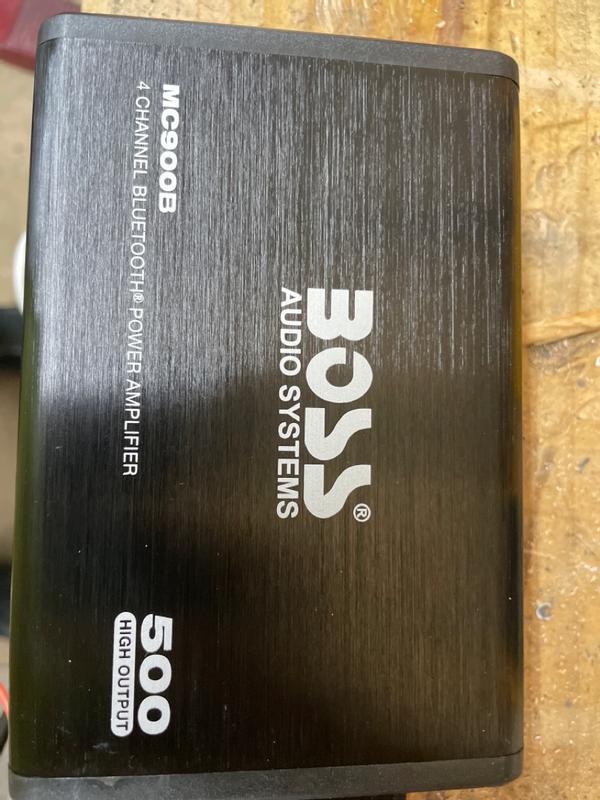 BOSS®
AUDIO SYSTEMS
MC900B
4 CHANNEL BLUETOOTH® POWER AMPLIFIER
500
HIGH OUTPUT